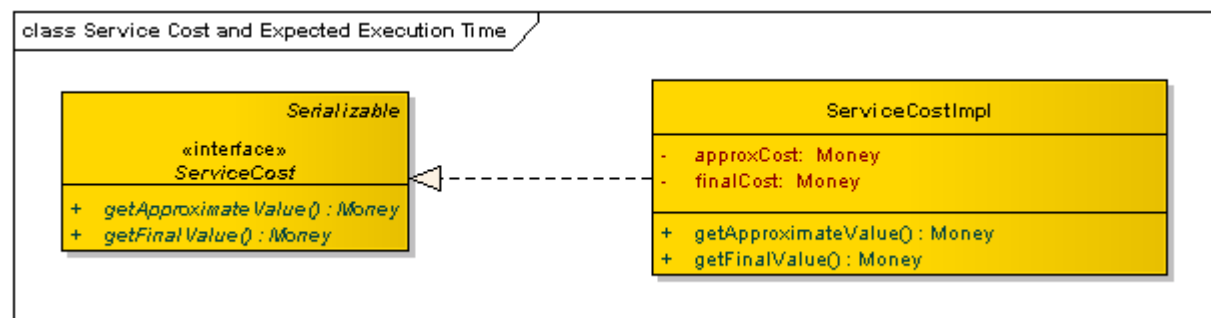 class Service Cost and Expected Execution Time
Serializable
«interface»
ServiceCost
+ getApproximateValue() : Money
+ getFinalValue() : Money
ServiceCostImpl
- approxCost: Money
- finalCost: Money
+ getApproximateValue() : Money
+ getFinalValue() : Money